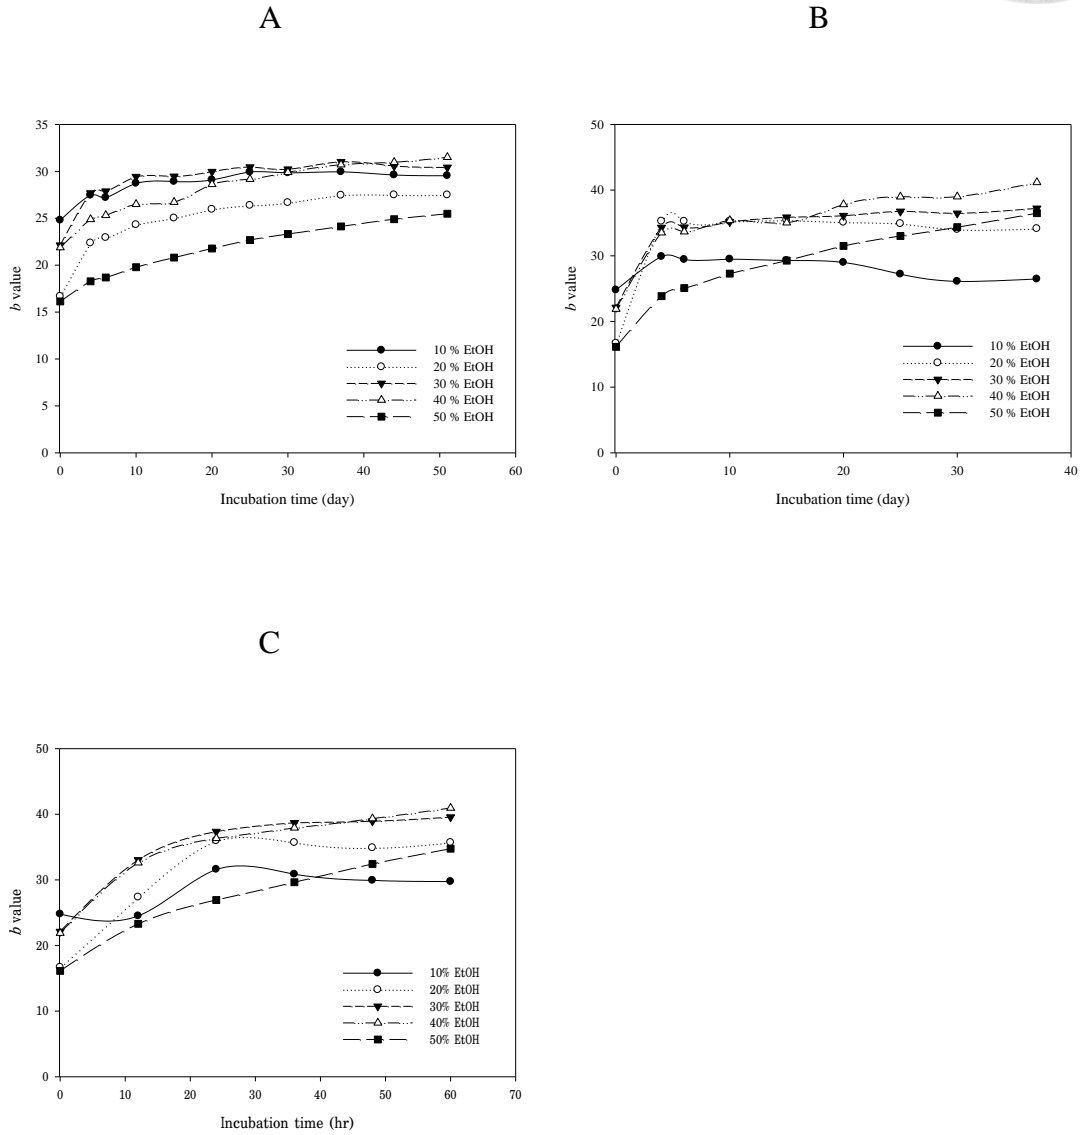 A
B
35
30
25
20
15
10
5
0
b value
0 10 20 30 40 50 60
Incubation time (day)
10 % EtOH
20 % EtOH
30 % EtOH
40 % EtOH
50 % EtOH
50
40
30
20
10
0
b value
0 10 20 30 40
Incubation time (day)
10 % EtOH
20 % EtOH
30 % EtOH
40 % EtOH
50 % EtOH
C
50
40
30
20
10
0
b value
0 10 20 30 40 50 60 70
Incubation time (hr)
10% EtOH
20% EtOH
30% EtOH
40% EtOH
50% EtOH